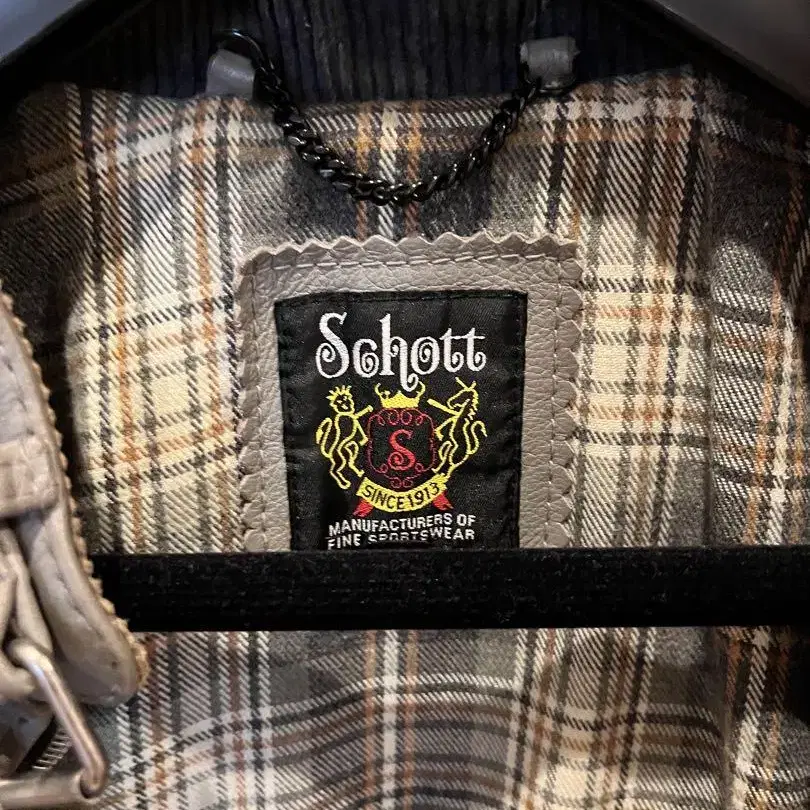 Schott
S
SINCE 1913
MANUFACTURERS OF
FINE SPORTSWEAR